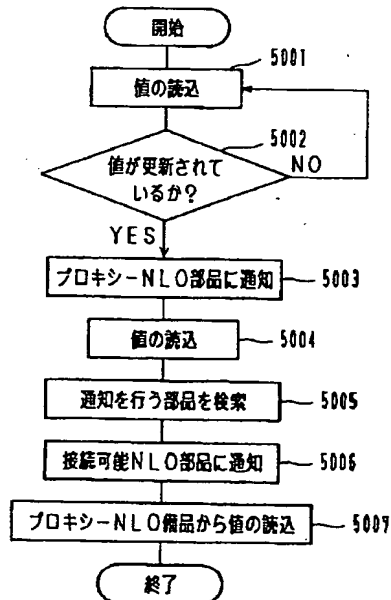 開始
5001
値の読込
5002
値が更新されて
いるか?
NO
YES
プロキシーNLO部品に通知
5003
値の読込
5004
通知を行う部品を検索
5005
接続可能NLO部品に通知
5006
プロキシーNLO備品から値の読込
5007
終了